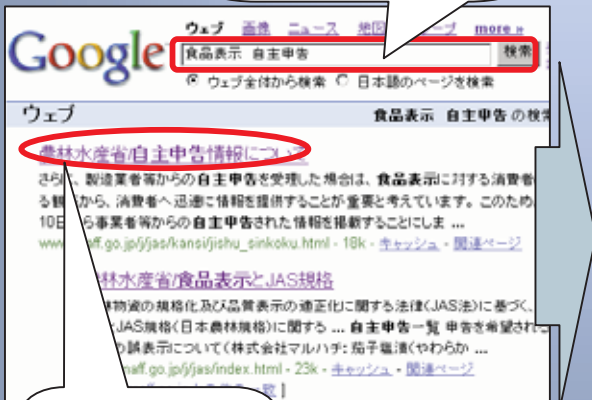 ウェブ 画像 ニュース 地図 more »
Google
食品表示 自主申告
検索
ウェブ全体から検索 日本語のページを検索
ウェブ
食品表示 自主申告 の検索
農林水産省/自主申告情報について
さらに、製造業者等からの自主申告を受理した場合は、食品表示に対する消費者
る観 から、消費者へ迅速に情報を提供することが重要と考えています。このため
10日 ら事業者等からの自主申告された情報を掲載することにしま ...
www. aff.go.jp/j/jas/kansi/jishu_sinkoku.html - 18k - キャッシュ - 関連ページ
林水産省/食品表示とJAS規格
林物資の規格化及び品質表示の適正化に関する法律(JAS法)に基づく、
JAS規格(日本農林規格)に関する ... 自主申告一覧 申告を希望され
の誤表示について(株式会社マルハチ: 茄子塩漬(やわらか ...
naff.go.jp/j/jas/index.html - 23k - キャッシュ - 関連ページ